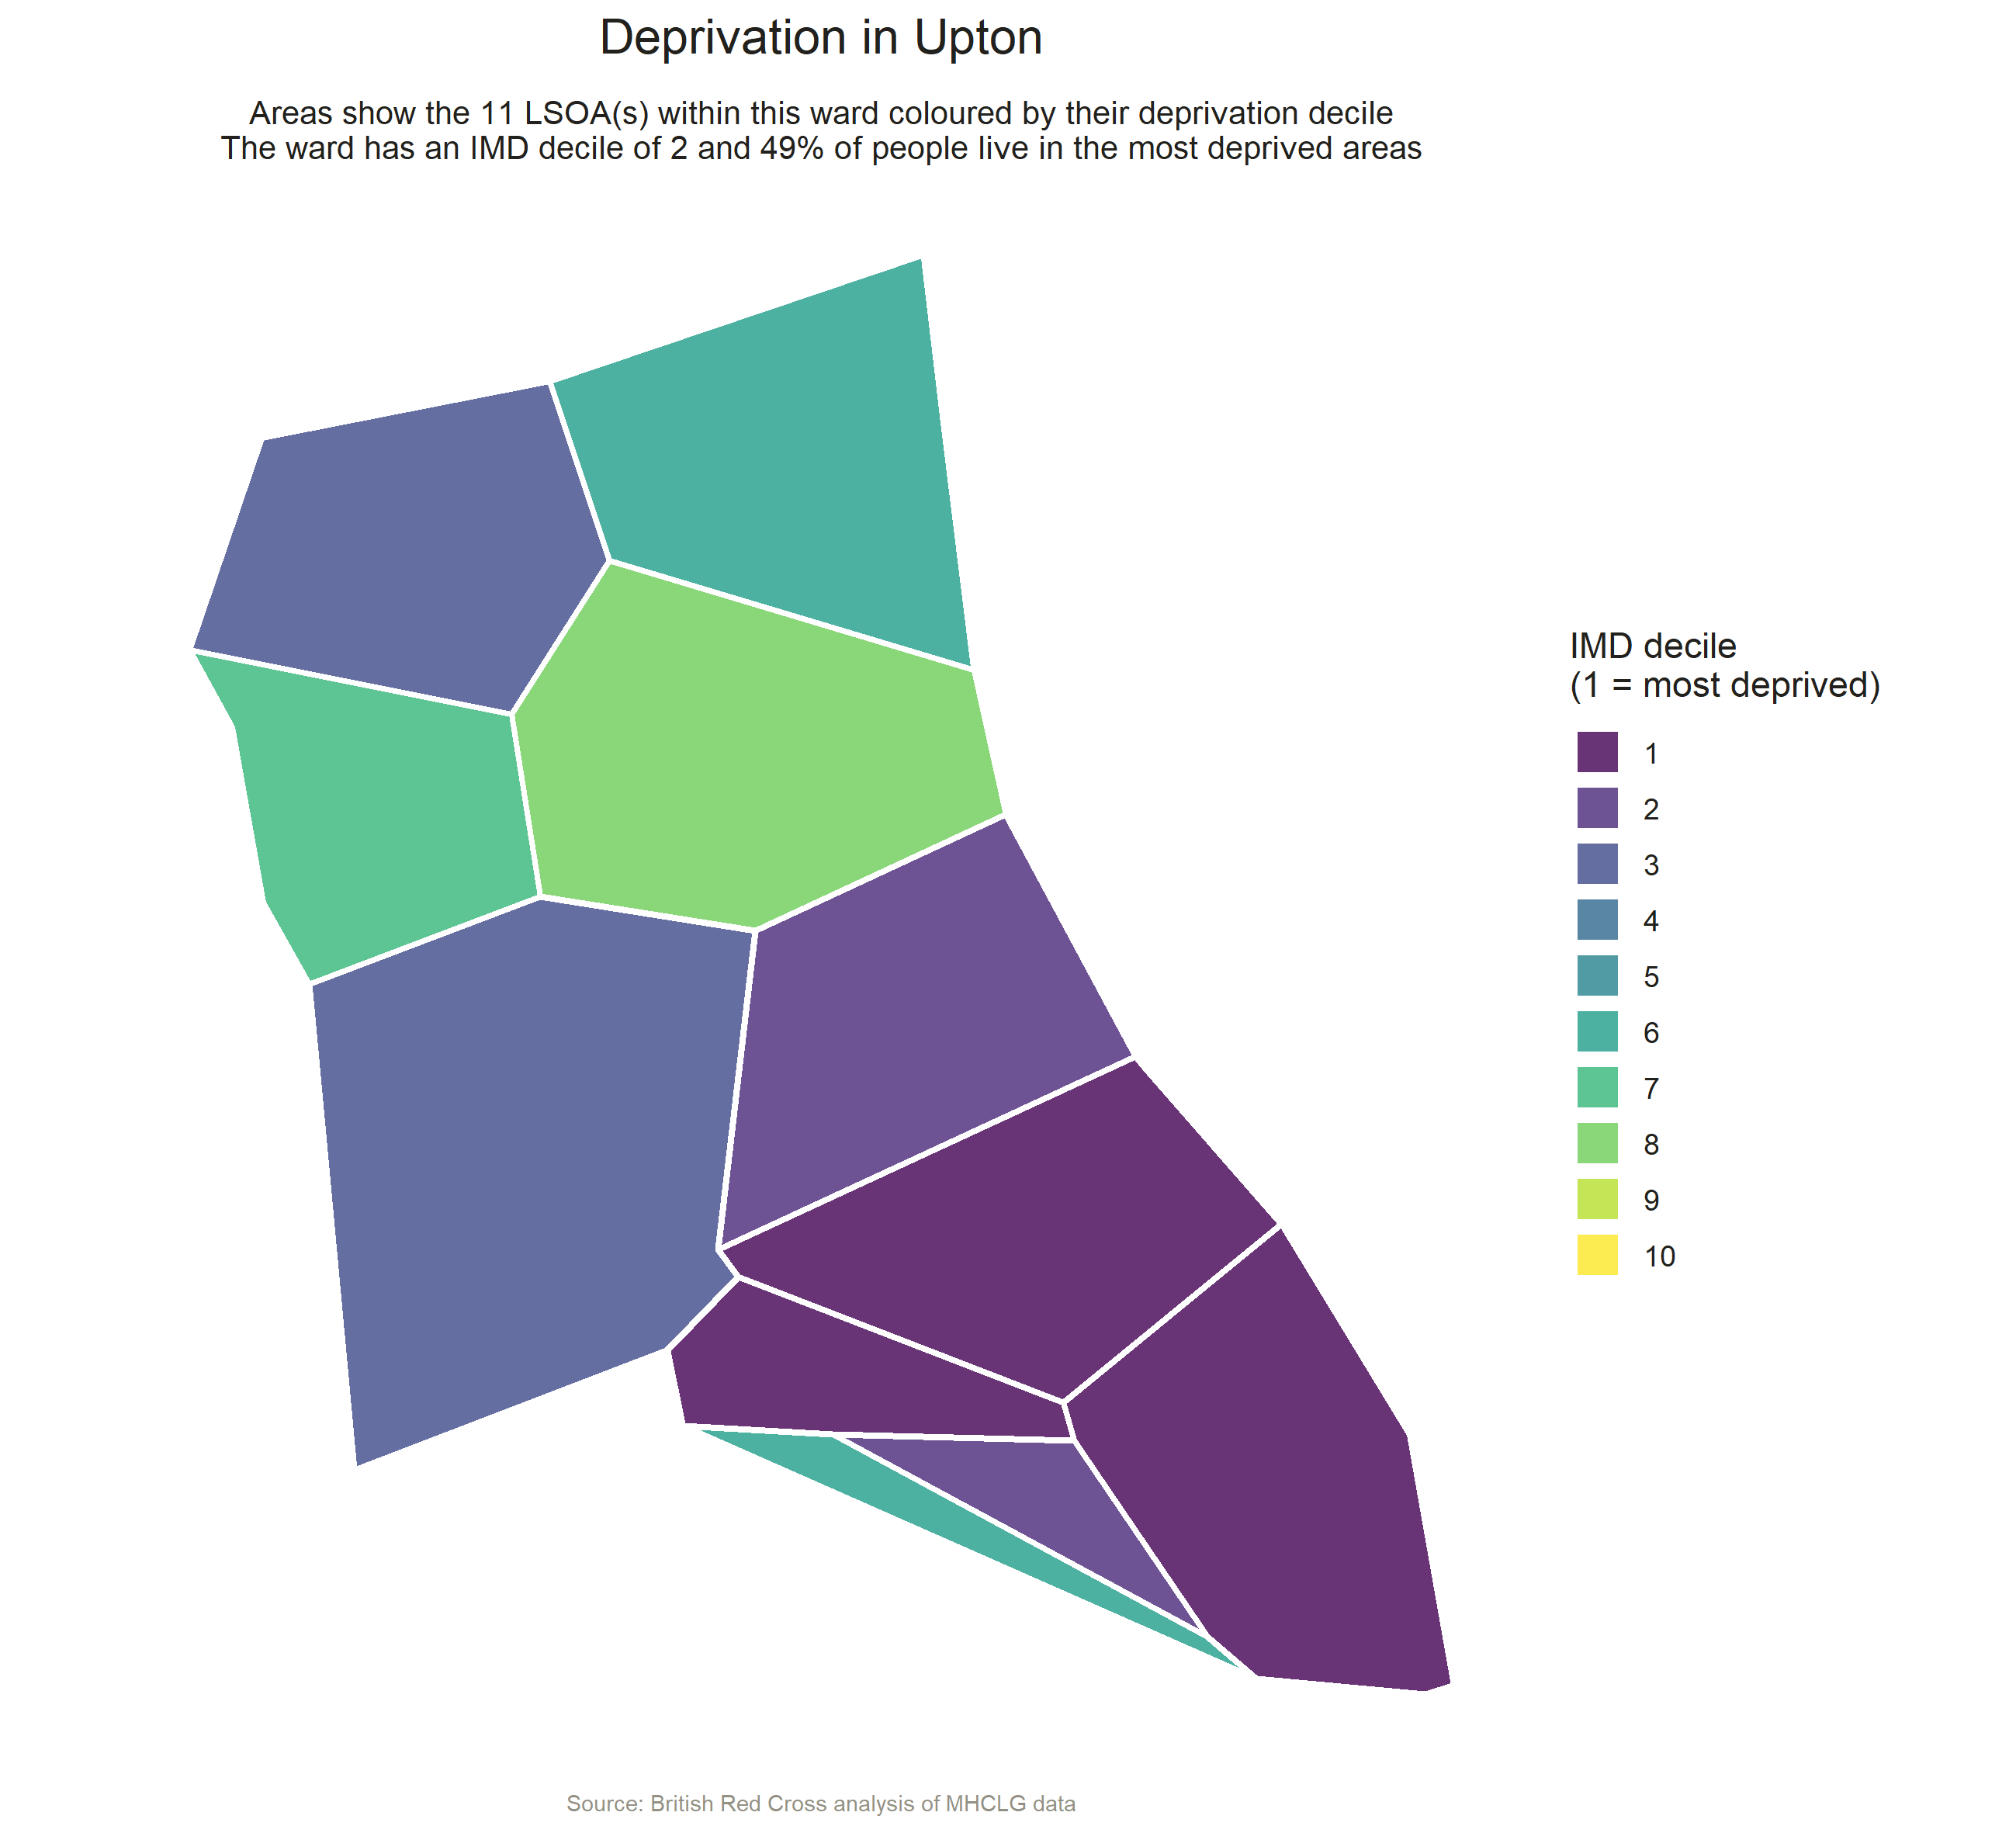 Deprivation in Upton
Areas show the 11 LSOA(s) within this ward coloured by their deprivation decile
The ward has an IMD decile of 2 and 49% of people live in the most deprived areas
IMD decile
(1 = most deprived)
1
2
3
4
5
6
7
8
9
10
Source: British Red Cross analysis of MHCLG data